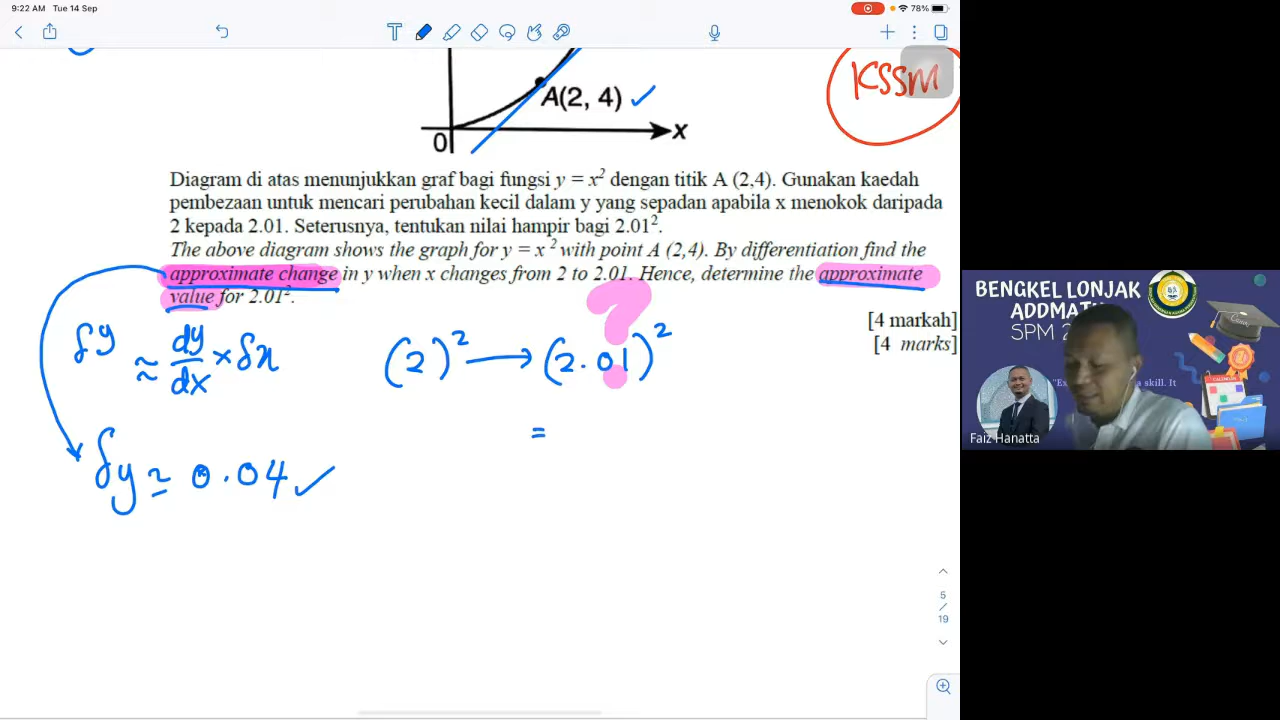 9:22 AM Tue 14 Sep
78%
KSSM
A(2, 4) ✓
0
x
Diagram di atas menunjukkan graf bagi fungsi y = x² dengan titik A (2,4). Gunakan kaedah
pembezaan untuk mencari perubahan kecil dalam y yang sepadan apabila x menokok daripada
2 kepada 2.01. Seterusnya, tentukan nilai hampir bagi 2.01².
The above diagram shows the graph for y = x² with point A (2,4). By differentiation find the
approximate change in y when x changes from 2 to 2.01. Hence, determine the approximate
value for 2.01².
[4 markah]
[4 marks]
δy ≈ dy/dx × δx
(2)² → (2.01)²
=
δy ≈ 0.04 ✓
5
/
19
BENGKEL LONJAK
ADDMAT
SPM 2
"Ex
a skill. It
Faiz Hanatta